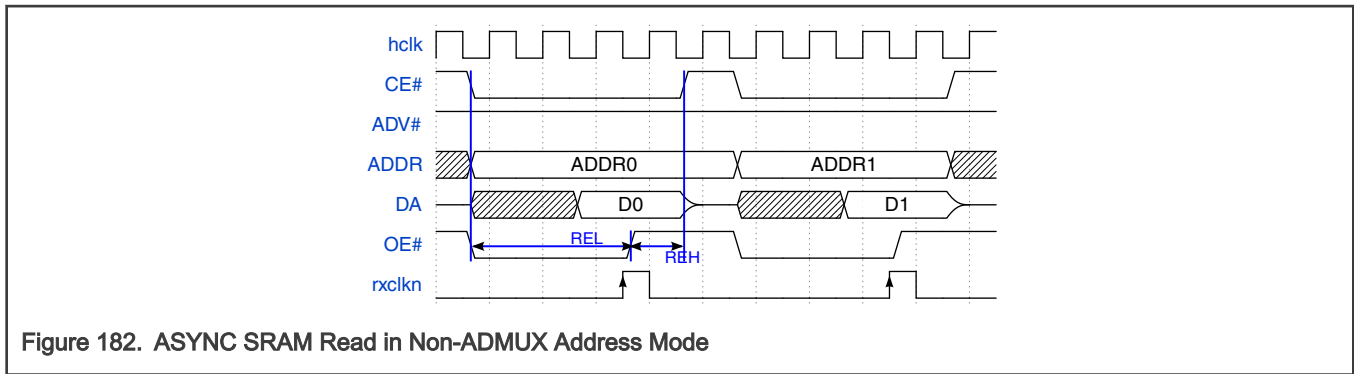 hclk
CE#
ADV#
ADDR ADDR0 ADDR1
DA D0 D1
OE# REL REH
rxclkn
Figure 182. ASYNC SRAM Read in Non-ADMUX Address Mode